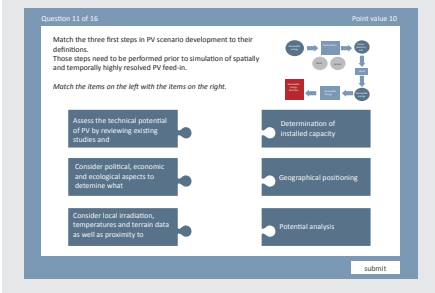 Question 11 of 16
Point value 10
Match the three first steps in PV scenario development to their
definitions.
Those steps need to be performed prior to simulation of spatially
and temporally highly resolved PV feed-in.
Match the items on the left with the items on the right.
Assess the technical potential
of PV by reviewing existing
studies and
Determination of
installed capacity
Consider political, economic
and ecological aspects to
detemine what
Geographical positioning
Consider local irradiation,
temperatures and terrain data
as well as proximity to
Potential analysis
submit